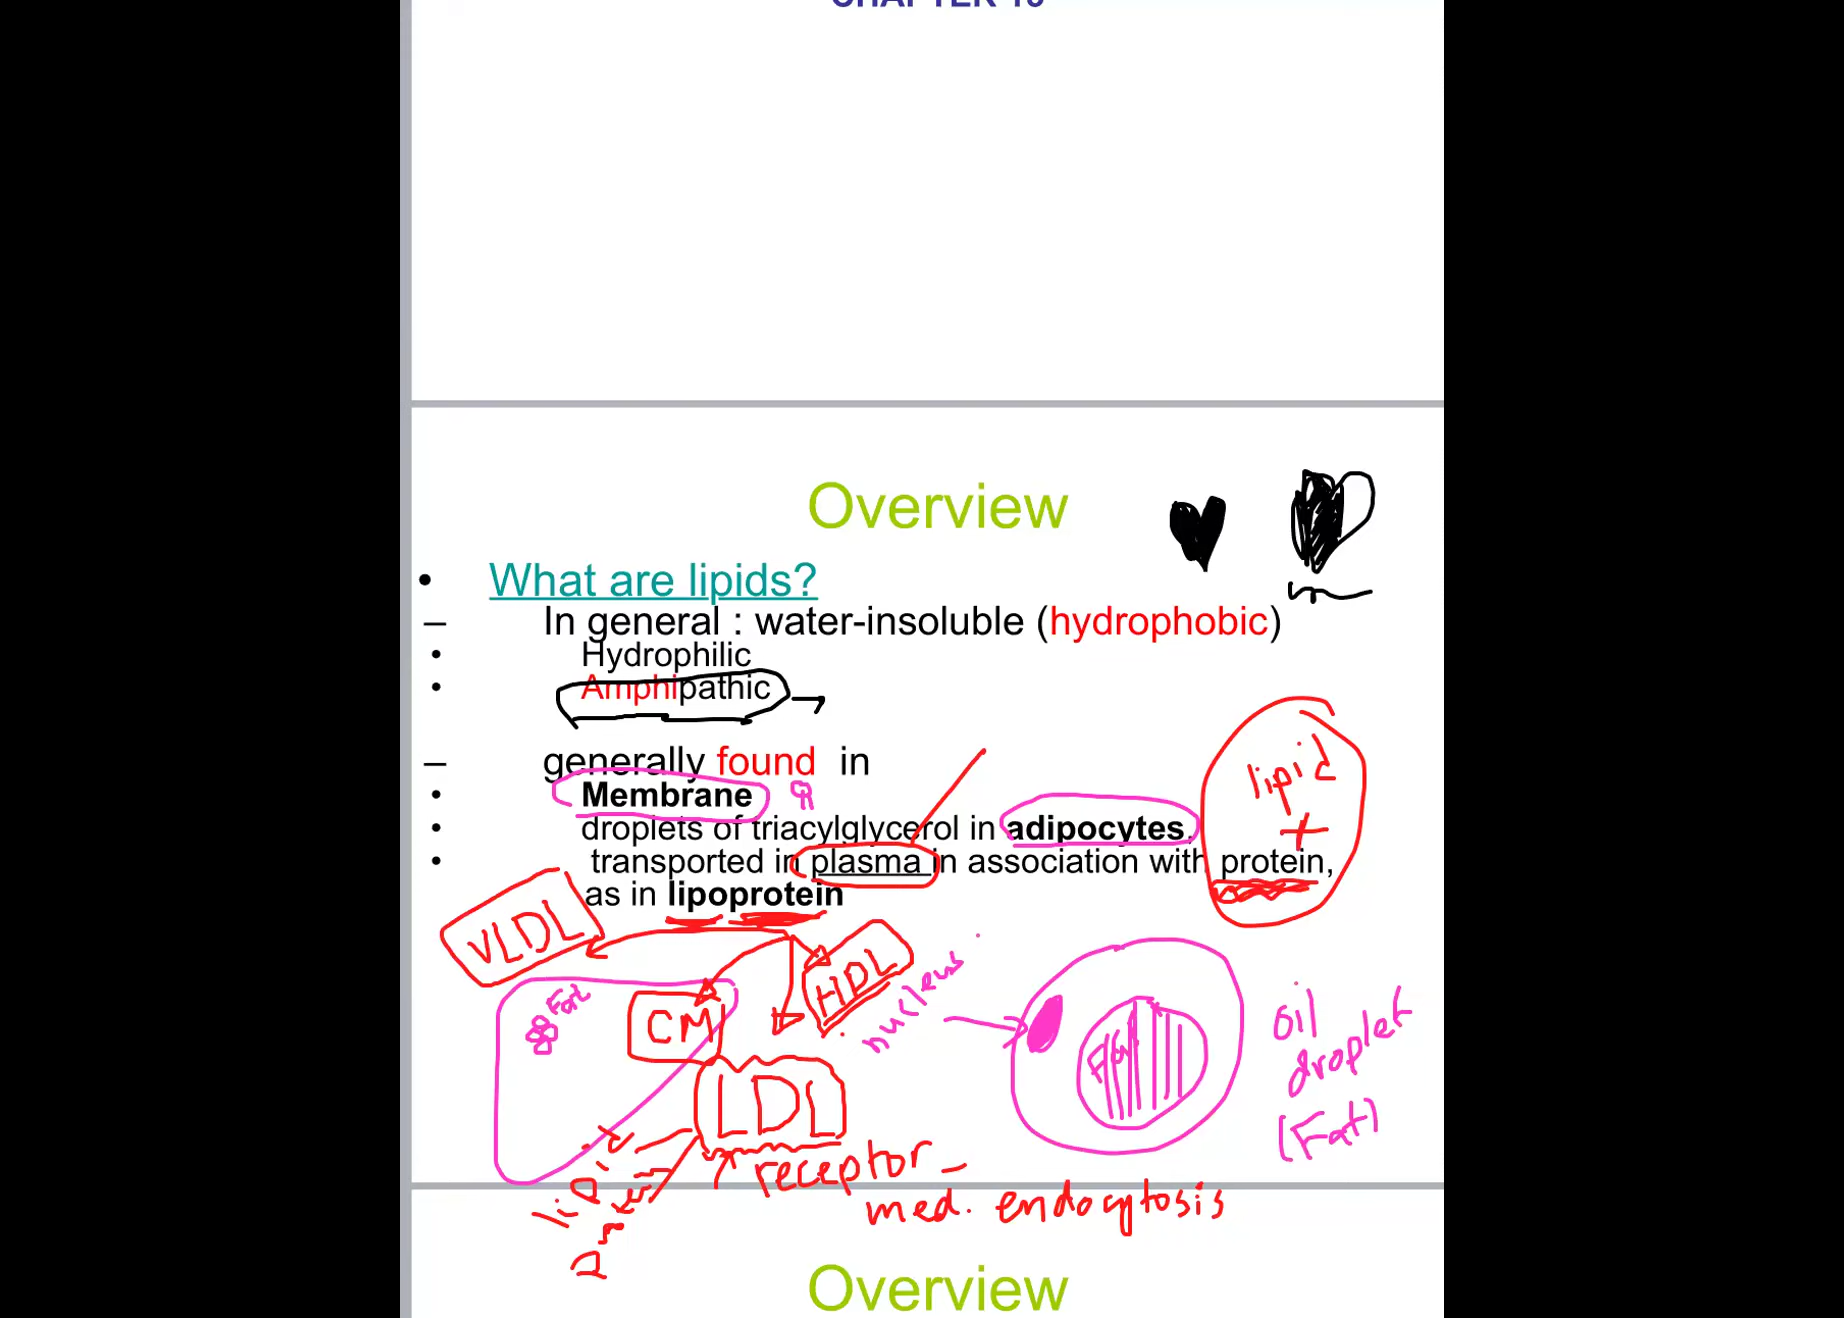 Overview
• What are lipids?
– In general : water-insoluble (hydrophobic)
• Hydrophilic
• Amphipathic
– generally found in
• Membrane
• droplets of triacylglycerol in adipocytes,
• transported in plasma in association with protein,
as in lipoprotein
lipid
+
VLDL
HDL
CM
LDL
Fat
nucleus
Fat
oil
droplet
(Fat)
lipid
protein
receptor-
med. endocytosis
Overview